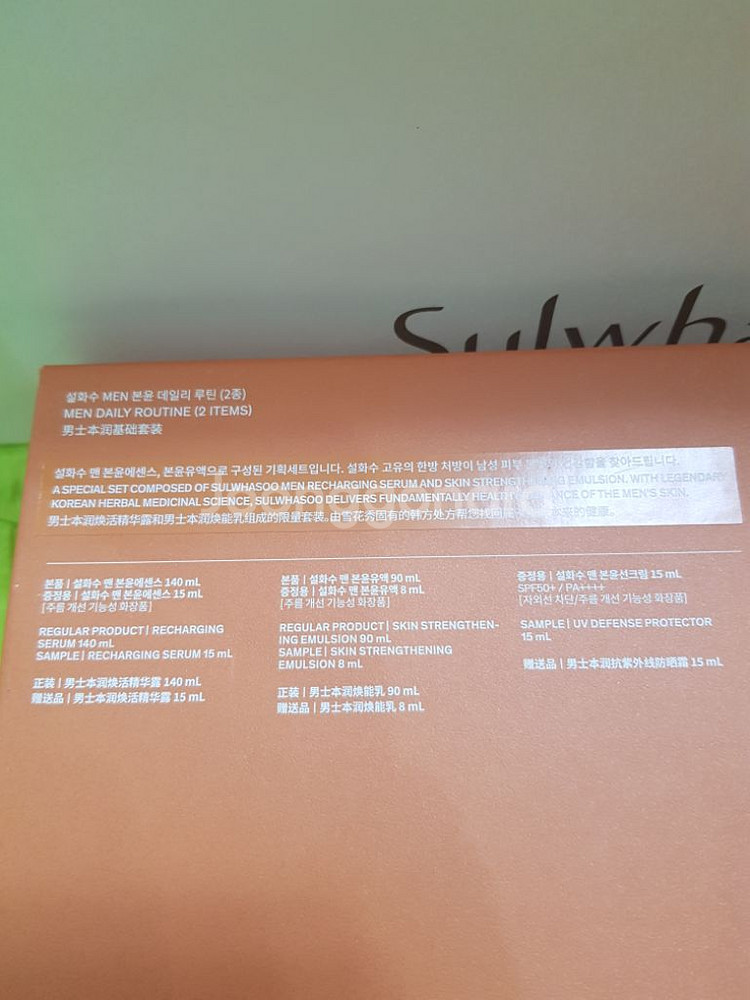 Sulwha
설화수 MEN 본윤 데일리 루틴 (2종)
MEN DAILY ROUTINE (2 ITEMS)
男士本润基础套装
설화수 맨 본윤에센스, 본윤유액으로 구성된 기획세트입니다. 설화수 고유의 한방 처방이 남성 피부 찾아드립니다.
A SPECIAL SET COMPOSED OF SULWHASOO MEN RECHARGING SERUM AND SKIN STRENGTHENING EMULSION. WITH LEGENDARY
KOREAN HERBAL MEDICINAL SCIENCE, SULWHASOO DELIVERS FUNDAMENTALLY HEALTHY OF THE MEN'S SKIN.
男士本润焕活精华露和男士本润焕能乳组成的限量套装。由雪花秀固有的韩方处方帮您找回 本来的健康。
본품 | 설화수 맨 본윤에센스 140 mL
증정용 | 설화수 맨 본윤에센스 15 mL
[주름 개선 기능성 화장품]
REGULAR PRODUCT | RECHARGING
SERUM 140 mL
SAMPLE | RECHARGING SERUM 15 mL
正装 | 男士本润焕活精华露 140 mL
赠送品 | 男士本润焕活精华露 15 mL
본품 | 설화수 맨 본윤유액 90 mL
증정용 | 설화수 맨 본윤유액 8 mL
[주름 개선 기능성 화장품]
REGULAR PRODUCT | SKIN STRENGTHEN-
ING EMULSION 90 mL
SAMPLE | SKIN STRENGTHENING
EMULSION 8 mL
正装 | 男士本润焕能乳 90 mL
赠送品 | 男士本润焕能乳 8 mL
증정용 | 설화수 맨 본윤선크림 15 mL
SPF50+ / PA++++
[자외선 차단/주름 개선 기능성 화장품]
SAMPLE | UV DEFENSE PROTECTOR
15 mL
赠送品 | 男士本润抗紫外线防晒霜 15 mL